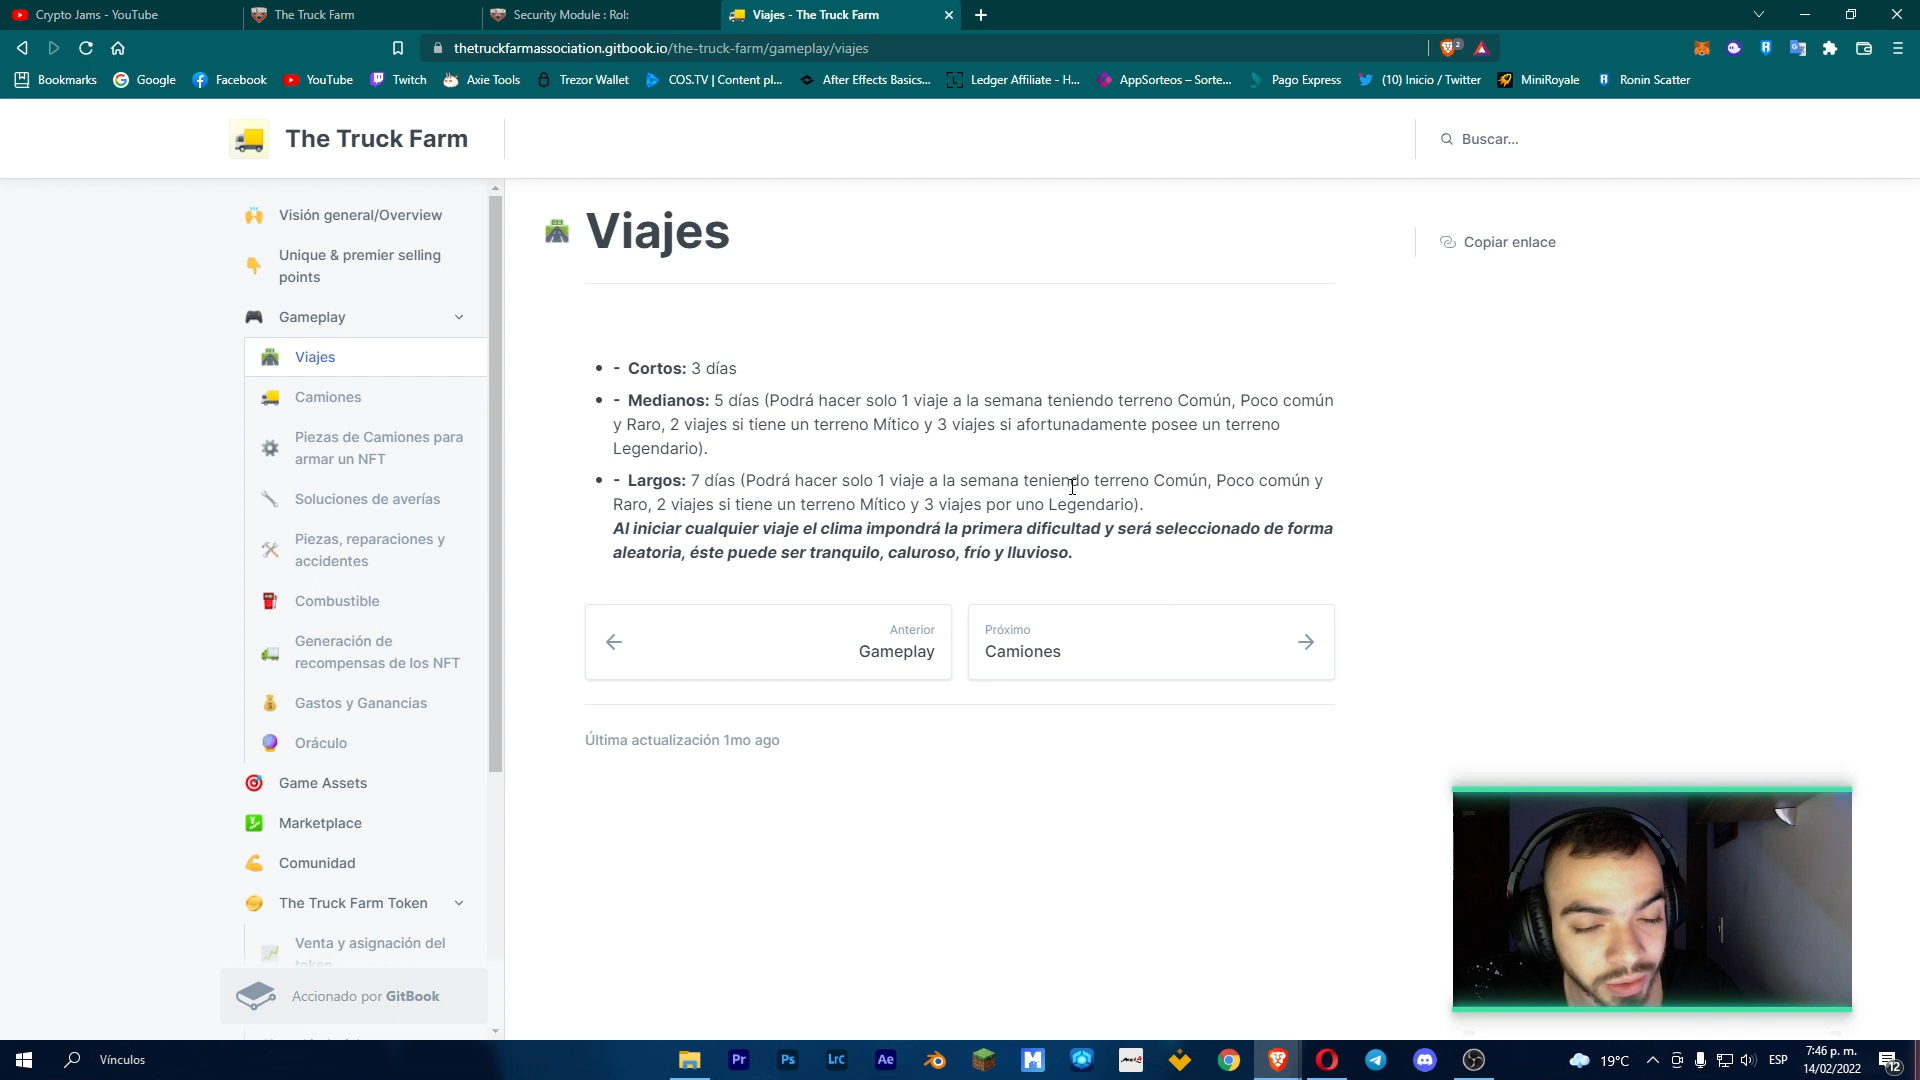 Crypto Jams - YouTube
The Truck Farm
Security Module : Rol:
Viajes - The Truck Farm
thetruckfarmassociation.gitbook.io/the-truck-farm/gameplay/viajes
2
Bookmarks
Google
Facebook
YouTube
Twitch
Axie Tools
Trezor Wallet
COS.TV | Content pl...
After Effects Basics...
Ledger Affiliate - H...
AppSorteos – Sorte...
Pago Express
(10) Inicio / Twitter
MiniRoyale
Ronin Scatter
The Truck Farm
Buscar...
Visión general/Overview
Unique & premier selling
points
Gameplay
Viajes
Camiones
Piezas de Camiones para
armar un NFT
Soluciones de averías
Piezas, reparaciones y
accidentes
Combustible
Generación de
recompensas de los NFT
Gastos y Ganancias
Oráculo
Game Assets
Marketplace
Comunidad
The Truck Farm Token
Venta y asignación del
token
Accionado por GitBook
Viajes
Copiar enlace
- Cortos: 3 días
- Medianos: 5 días (Podrá hacer solo 1 viaje a la semana teniendo terreno Común, Poco común
y Raro, 2 viajes si tiene un terreno Mítico y 3 viajes si afortunadamente posee un terreno
Legendario).
- Largos: 7 días (Podrá hacer solo 1 viaje a la semana teniendo terreno Común, Poco común y
Raro, 2 viajes si tiene un terreno Mítico y 3 viajes por uno Legendario).
Al iniciar cualquier viaje el clima impondrá la primera dificultad y será seleccionado de forma
aleatoria, éste puede ser tranquilo, caluroso, frío y lluvioso.
Anterior
Gameplay
Próximo
Camiones
Última actualización 1mo ago
Vínculos
Pr
Ps
Lrc
Ae
19°C
ESP
7:46 p. m.
14/02/2022
12